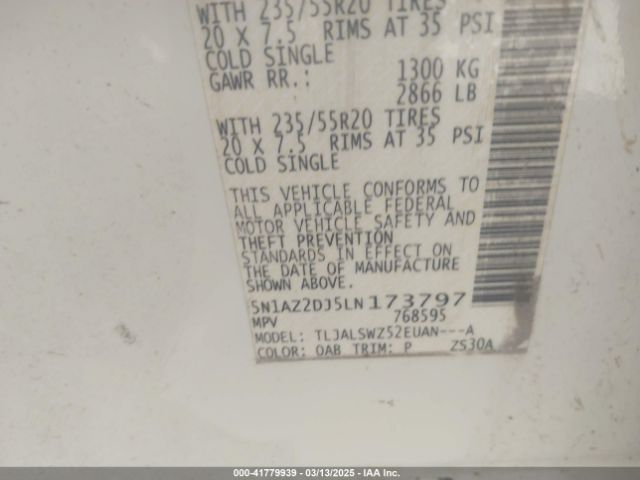 WITH 235/55R20 TIRES
20 X 7.5 RIMS AT 35 PSI
COLD SINGLE
GAWR RR.: 1300 KG
2866 LB
WITH 235/55R20 TIRES
20 X 7.5 RIMS AT 35 PSI
COLD SINGLE
THIS VEHICLE CONFORMS TO
ALL APPLICABLE FEDERAL
MOTOR VEHICLE SAFETY AND
THEFT PREVENTION
STANDARDS IN EFFECT ON
THE DATE OF MANUFACTURE
SHOWN ABOVE.
5N1AZ2DJ5LN173797
MPV 768595
MODEL: TLJALSWZ52EUAN---A
COLOR: OAB TRIM: P ZS30A
000-41779939 - 03/13/2025 - IAA Inc.